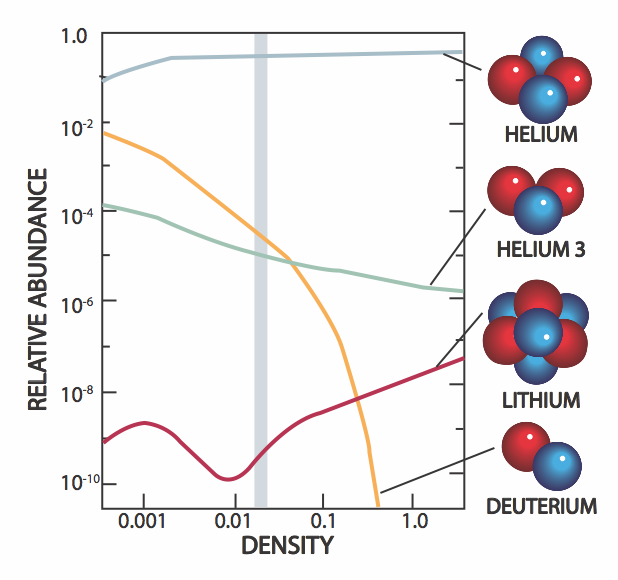 1.0
10-2
10-4
10-6
10-8
10-10
RELATIVE ABUNDANCE
0.001 0.01 0.1 1.0
DENSITY
HELIUM
HELIUM 3
LITHIUM
DEUTERIUM